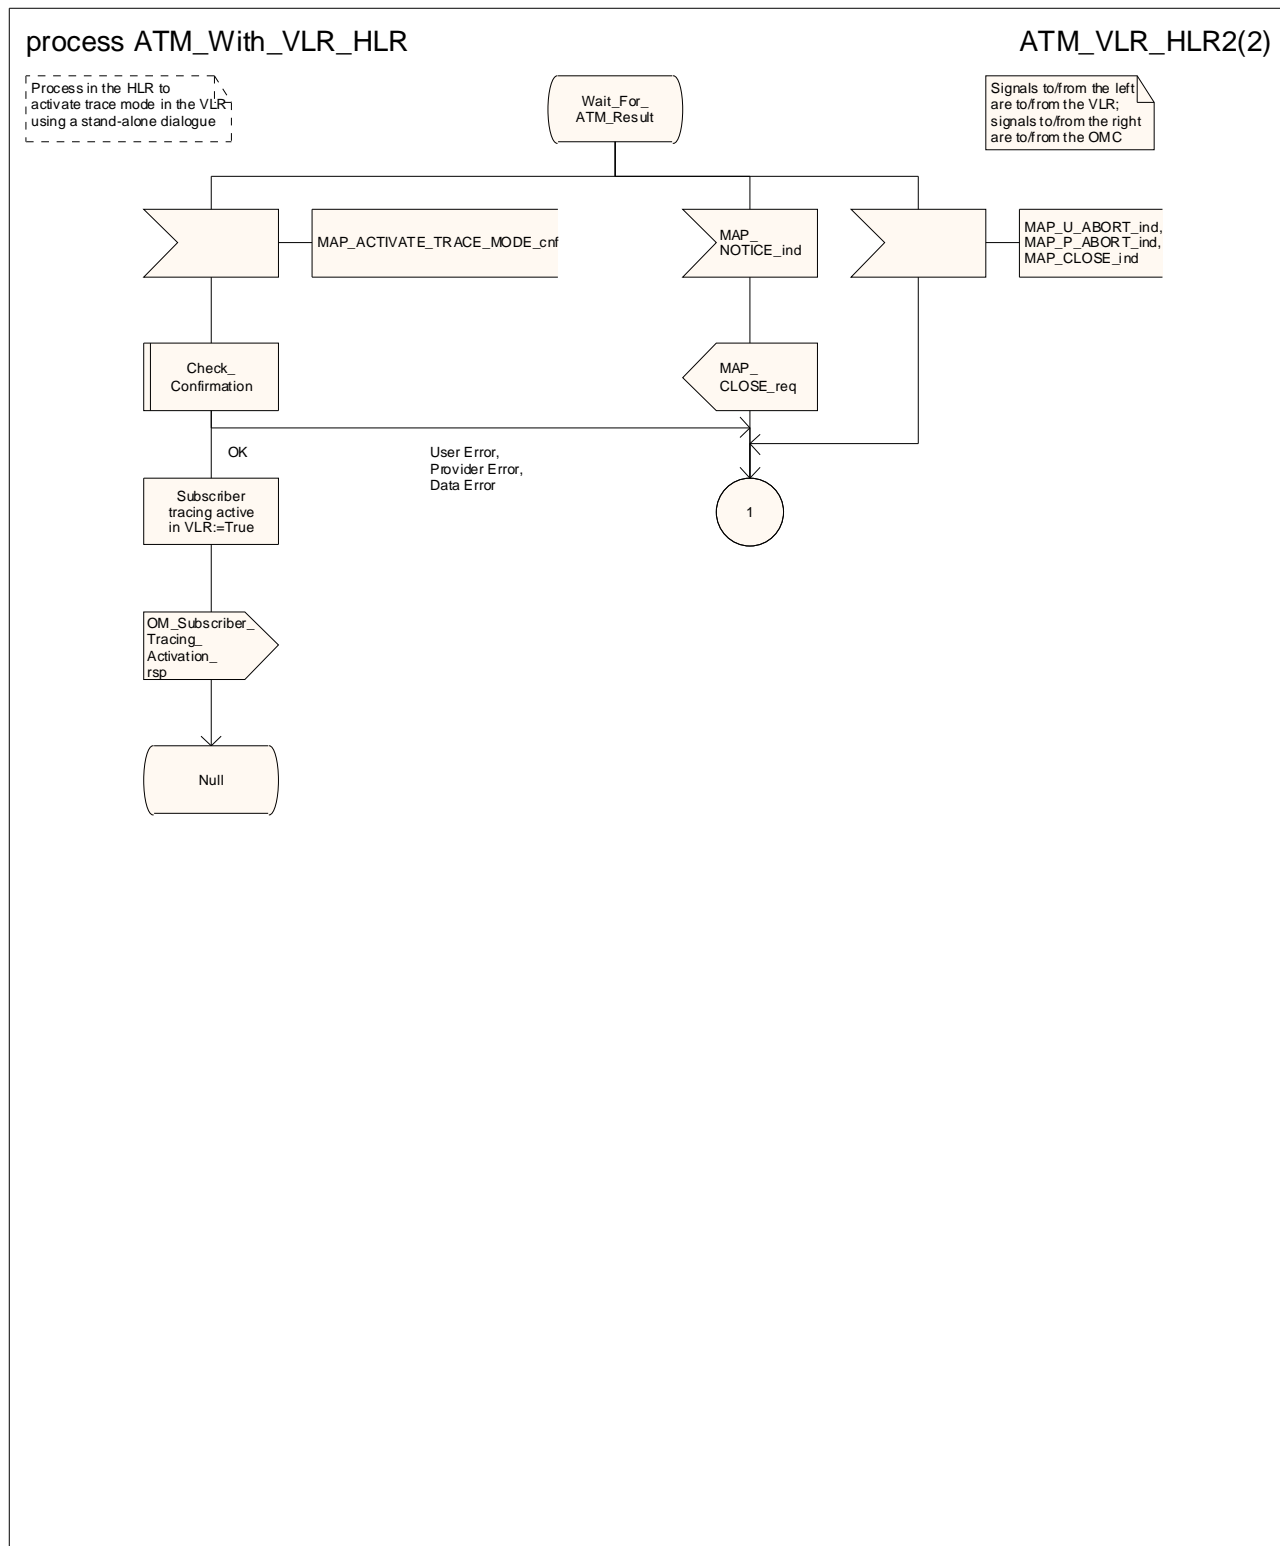 process ATM_With_VLR_HLR
ATM_VLR_HLR2(2)
Process in the HLR to
activate trace mode in the VLR
using a stand-alone dialogue
Wait_For_
ATM_Result
Signals to/from the left
are to/from the VLR;
signals to/from the right
are to/from the OMC
MAP_ACTIVATE_TRACE_MODE_cnf
MAP_
NOTICE_ind
MAP_U_ABORT_ind,
MAP_P_ABORT_ind,
MAP_CLOSE_ind
Check_
Confirmation
MAP_
CLOSE_req
OK
User Error,
Provider Error,
Data Error
Subscriber
tracing active
in VLR:=True
1
OM_Subscriber_
Tracing_
Activation_
rsp
Null